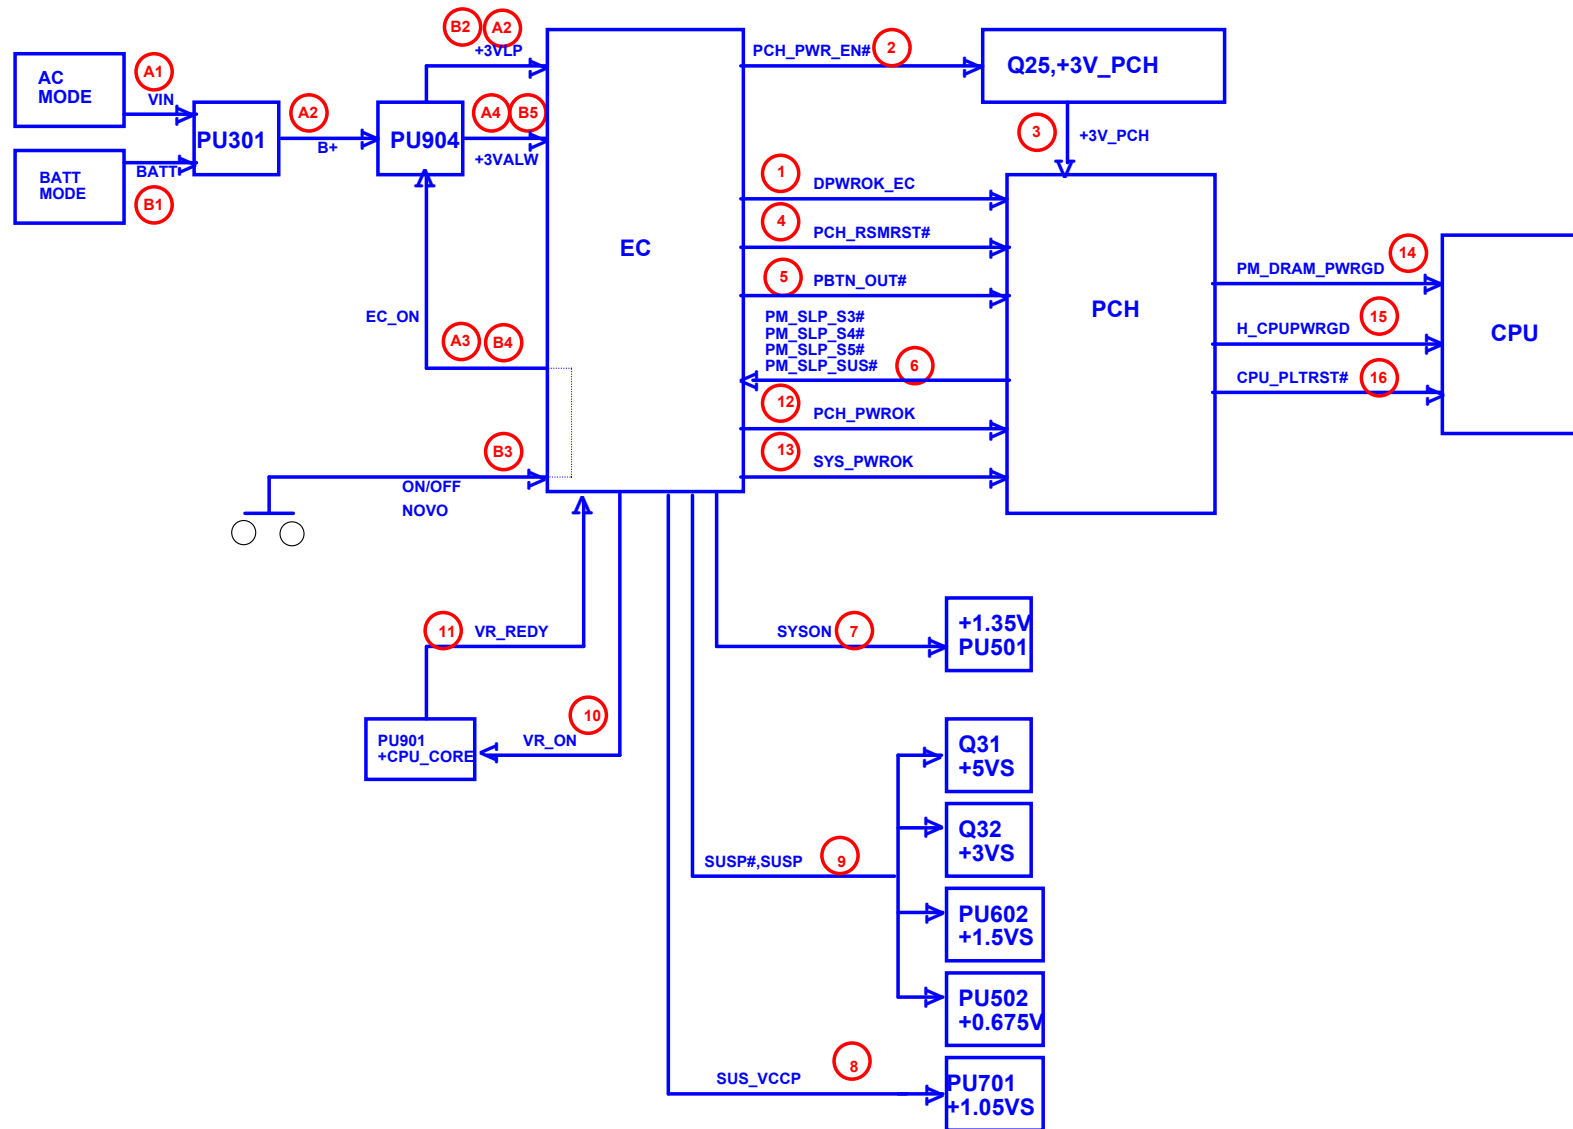 B2
A2
+3VLP
AC
MODE
A1
VIN
PU301
A2
B+
PU904
A4
B5
+3VALW
BATT
MODE
BATT
B1
EC
EC_ON
A3
B4
B3
ON/OFF
NOVO
PCH_PWR_EN#
2
Q25,+3V_PCH
3
+3V_PCH
1
DPWROK_EC
4
PCH_RSMRST#
5
PBTN_OUT#
PM_SLP_S3#
PM_SLP_S4#
PM_SLP_S5#
PM_SLP_SUS#
6
12
PCH_PWROK
13
SYS_PWROK
PCH
PM_DRAM_PWRGD
14
H_CPUPWRGD
15
CPU_PLTRST#
16
CPU
11
VR_REDY
10
VR_ON
PU901
+CPU_CORE
SYSON
7
+1.35V
PU501
SUSP#,SUSP
9
Q31
+5VS
Q32
+3VS
PU602
+1.5VS
PU502
+0.675V
SUS_VCCP
8
PU701
+1.05VS